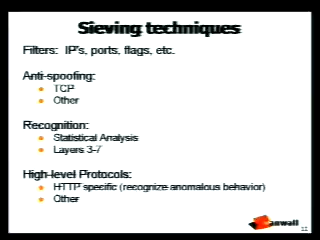 Sieving techniques
Filters: IP's, ports, flags, etc.
Anti-spoofing:
TCP
Other
Recognition:
Statistical Analysis
Layers 3-7
High-level Protocols:
HTTP specific (recognize anomalous behavior)
Other